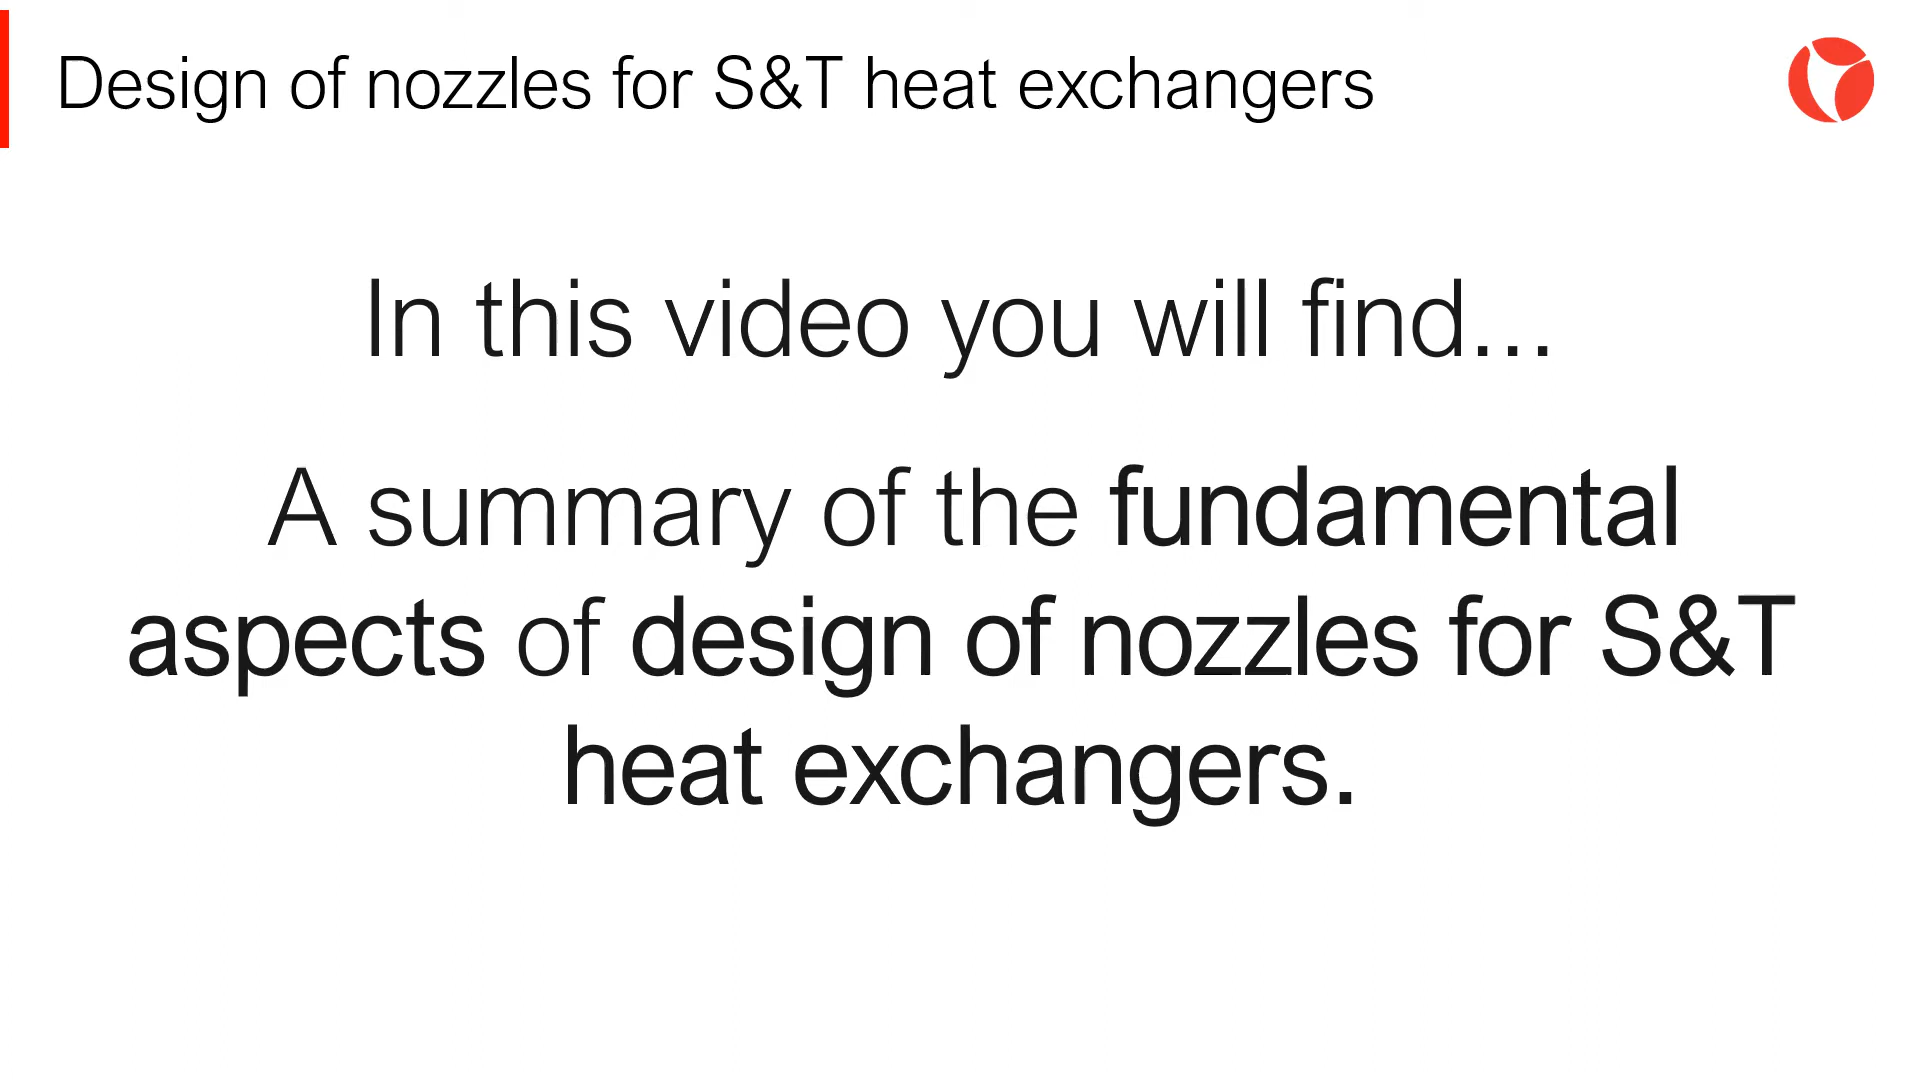 Design of nozzles for S&T heat exchangers
In this video you will find...
A summary of the fundamental
aspects of design of nozzles for S&T
heat exchangers.